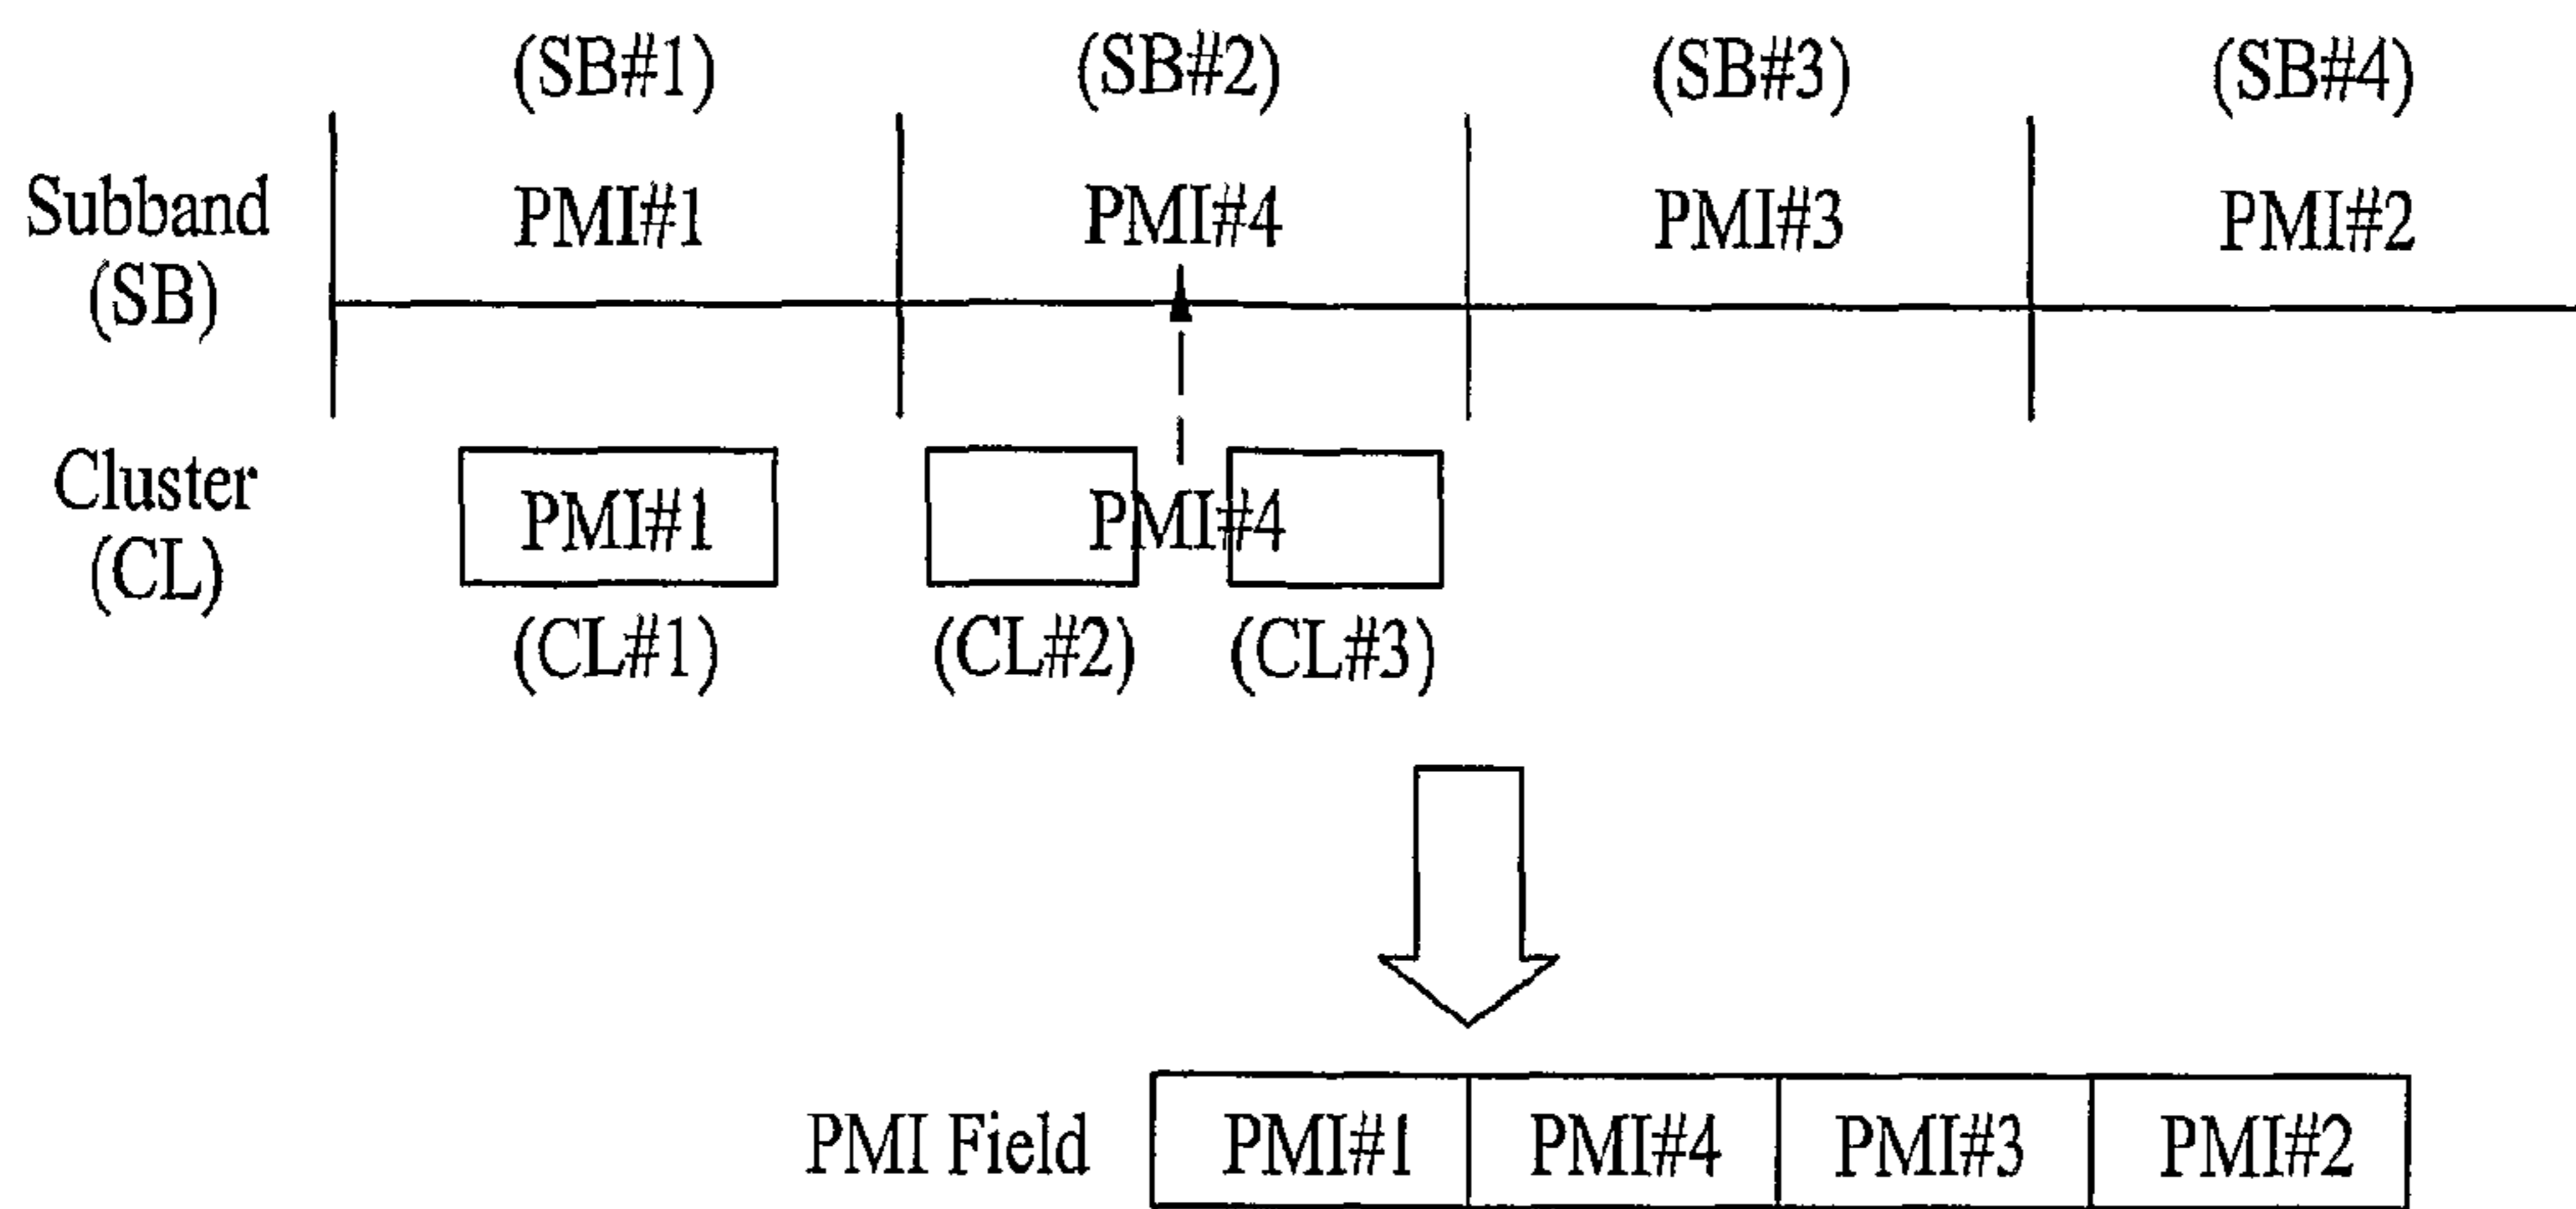 (SB#1) (SB#2) (SB#3) (SB#4)
Subband
(SB)
PMI#1 PMI#4 PMI#3 PMI#2
Cluster
(CL)
PMI#1 PMI#4
(CL#1) (CL#2) (CL#3)
PMI Field PMI#1 PMI#4 PMI#3 PMI#2